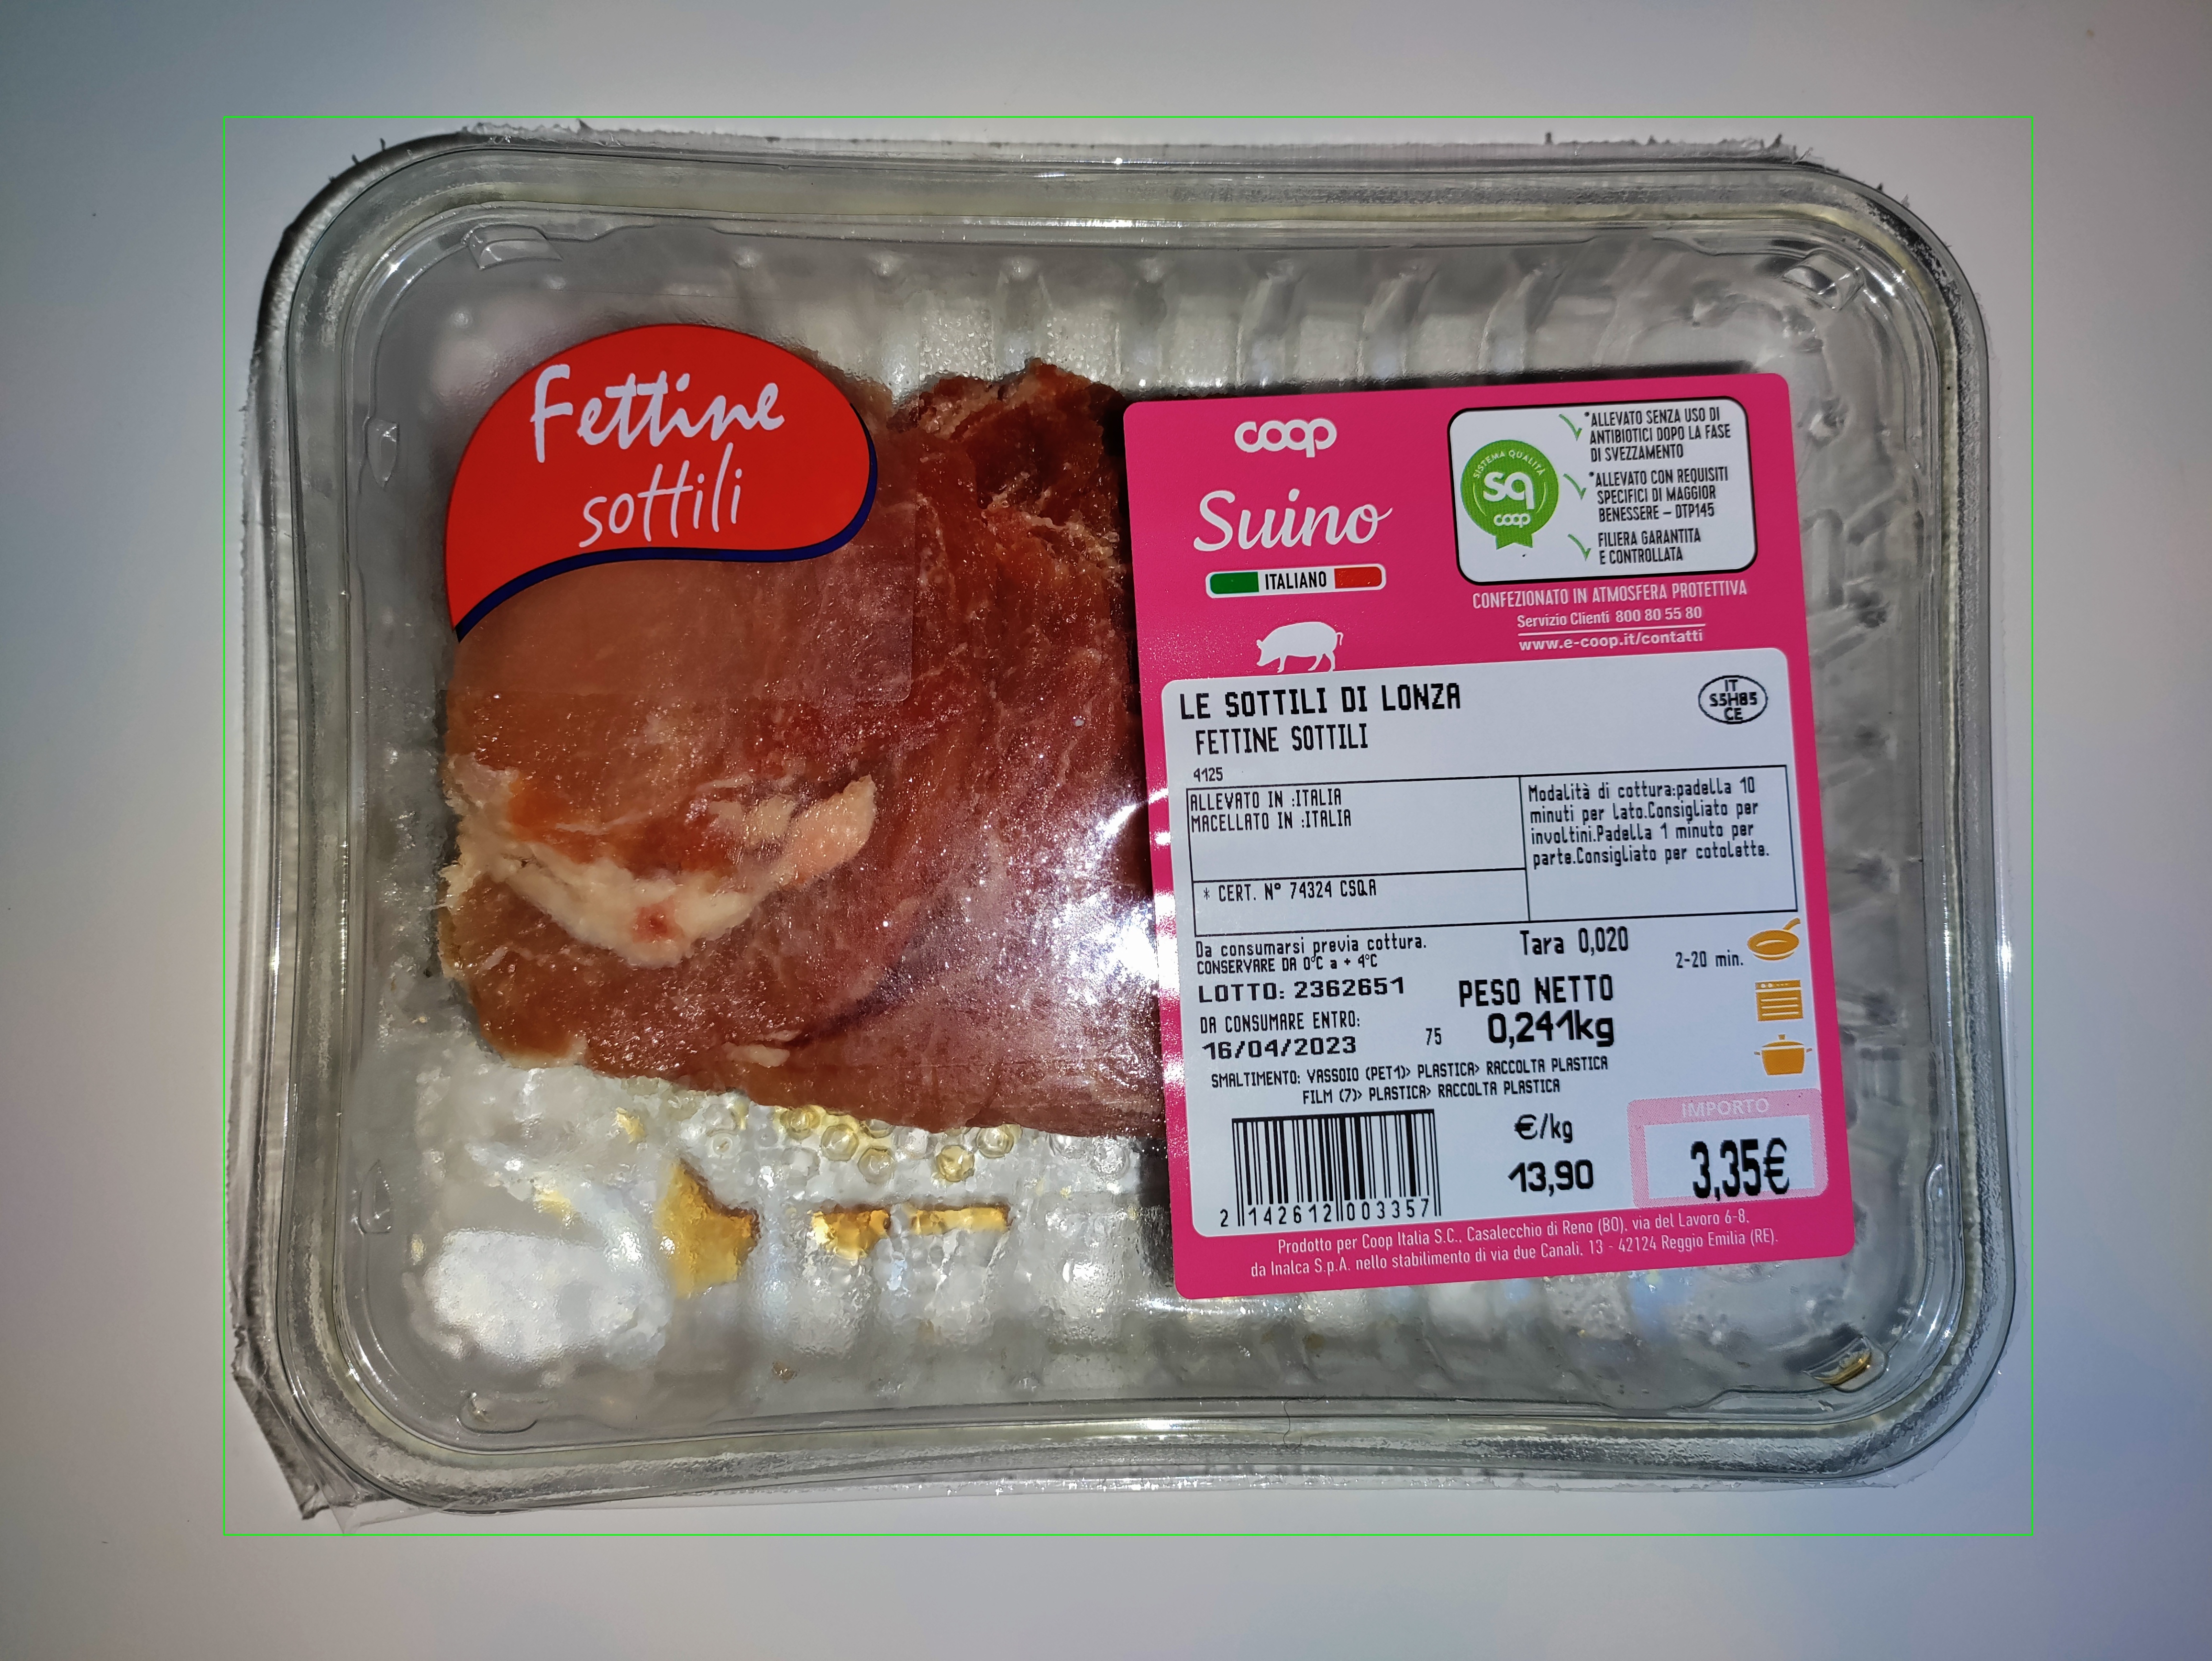 Fettine
sottili
coop
Suino
ITALIANO
SISTEMA QUALITÀ
sq
coop
*ALLEVATO SENZA USO DI
ANTIBIOTICI DOPO LA FASE
DI SVEZZAMENTO
*ALLEVATO CON REQUISITI
SPECIFICI DI MAGGIOR
BENESSERE – DTP145
FILIERA GARANTITA
E CONTROLLATA
CONFEZIONATO IN ATMOSFERA PROTETTIVA
Servizio Clienti 800 80 55 80
www.e-coop.it/contatti
LE SOTTILI DI LONZA
FETTINE SOTTILI
IT
S5H85
CE
4125
ALLEVATO IN :ITALIA
MACELLATO IN :ITALIA
* CERT. N° 74324 CSQA
Modalità di cottura:padella 10
minuti per lato.Consigliato per
involtini.Padella 1 minuto per
parte.Consigliato per cotolette.
Da consumarsi previa cottura.
CONSERVARE DA 0°C a + 4°C
Tara 0,020
2-20 min.
LOTTO: 2362651
PESO NETTO
0,241kg
DA CONSUMARE ENTRO:
16/04/2023
75
SMALTIMENTO: VASSOIO (PET1)> PLASTICA> RACCOLTA PLASTICA
FILM (7)> PLASTICA> RACCOLTA PLASTICA
€/kg
13,90
IMPORTO
3,35€
2 142612 003357
Prodotto per Coop Italia S.C., Casalecchio di Reno (BO), via del Lavoro 6-8,
da Inalca S.p.A. nello stabilimento di via due Canali, 13 - 42124 Reggio Emilia (RE).